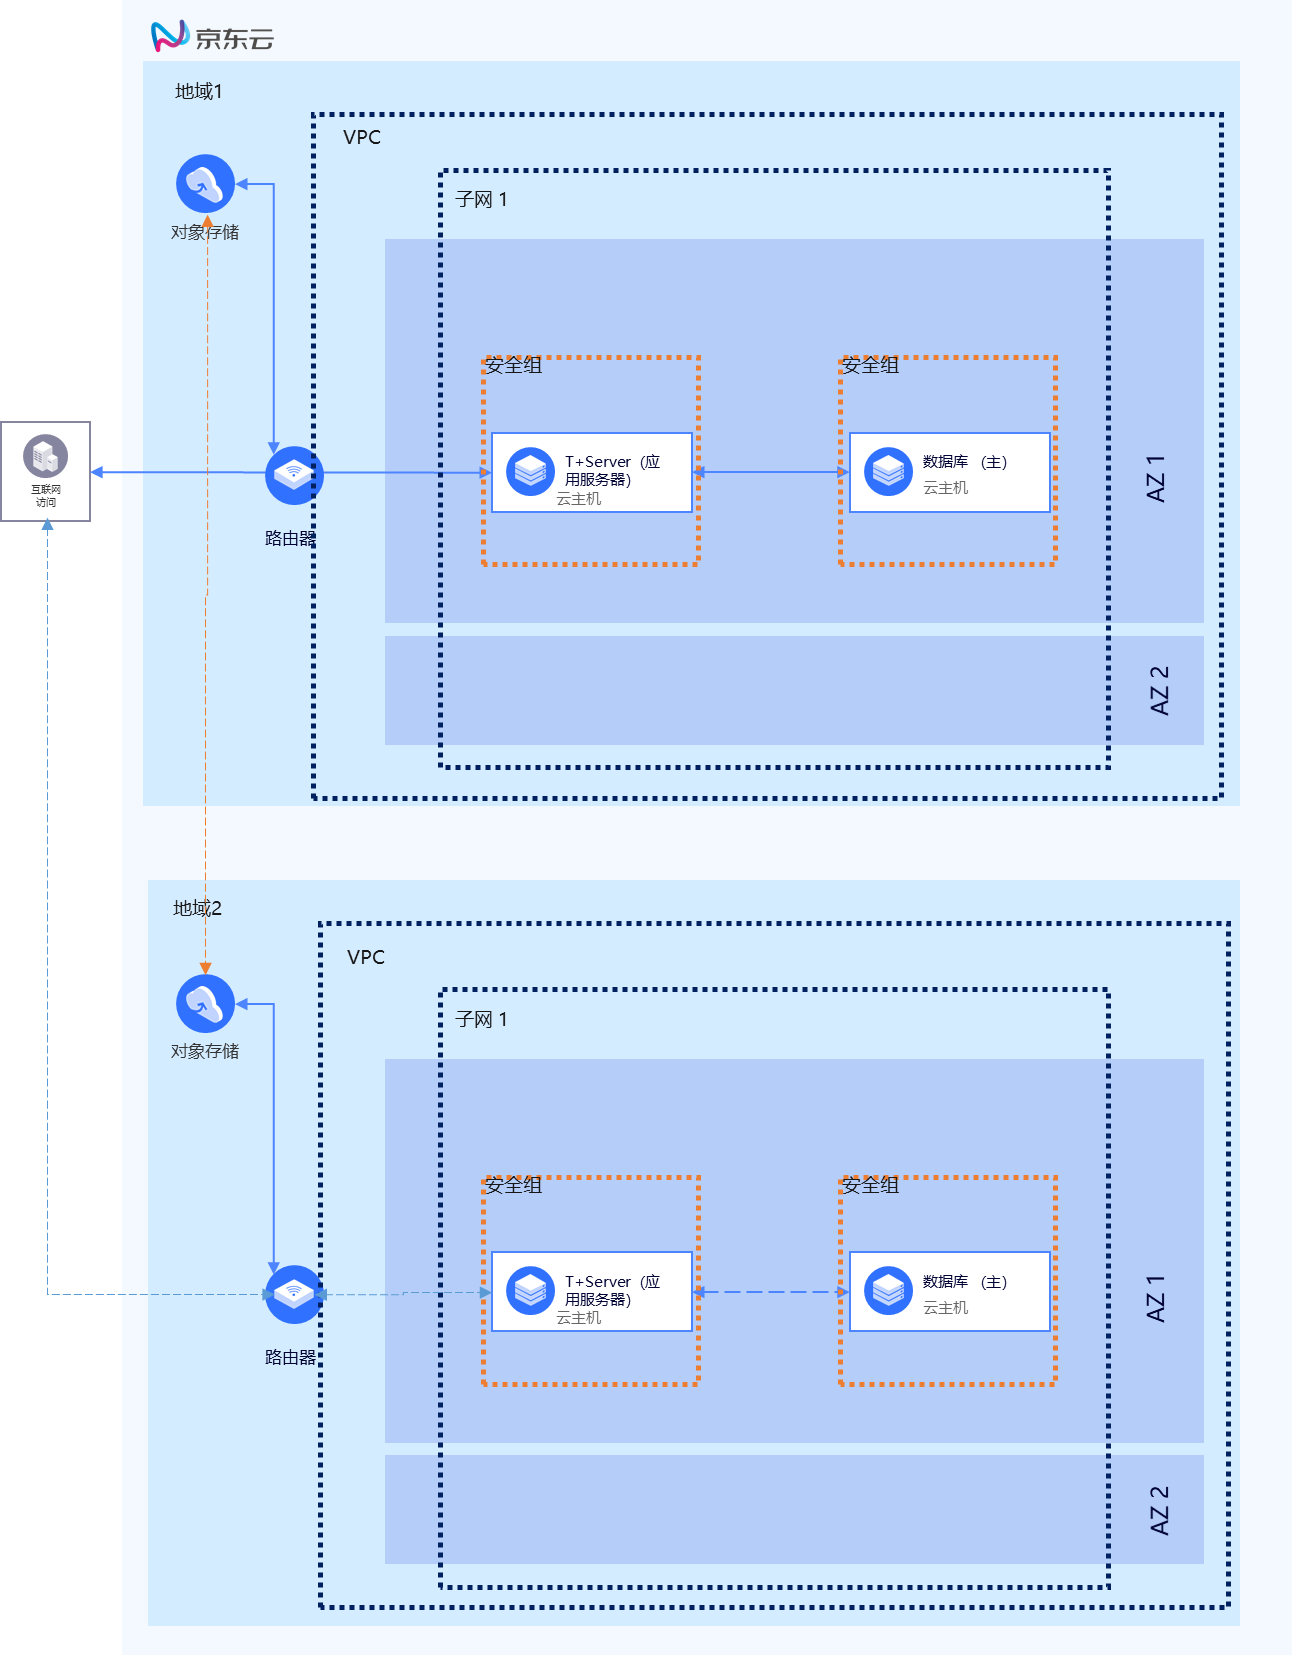 京东云
地域1
VPC
子网 1
对象存储
安全组
安全组
T+Server（应
用服务器）
云主机
数据库 （主）
云主机
AZ 1
互联网
访问
路由器
AZ 2
地域2
VPC
子网 1
对象存储
安全组
安全组
T+Server（应
用服务器）
云主机
数据库 （主）
云主机
AZ 1
路由器
AZ 2